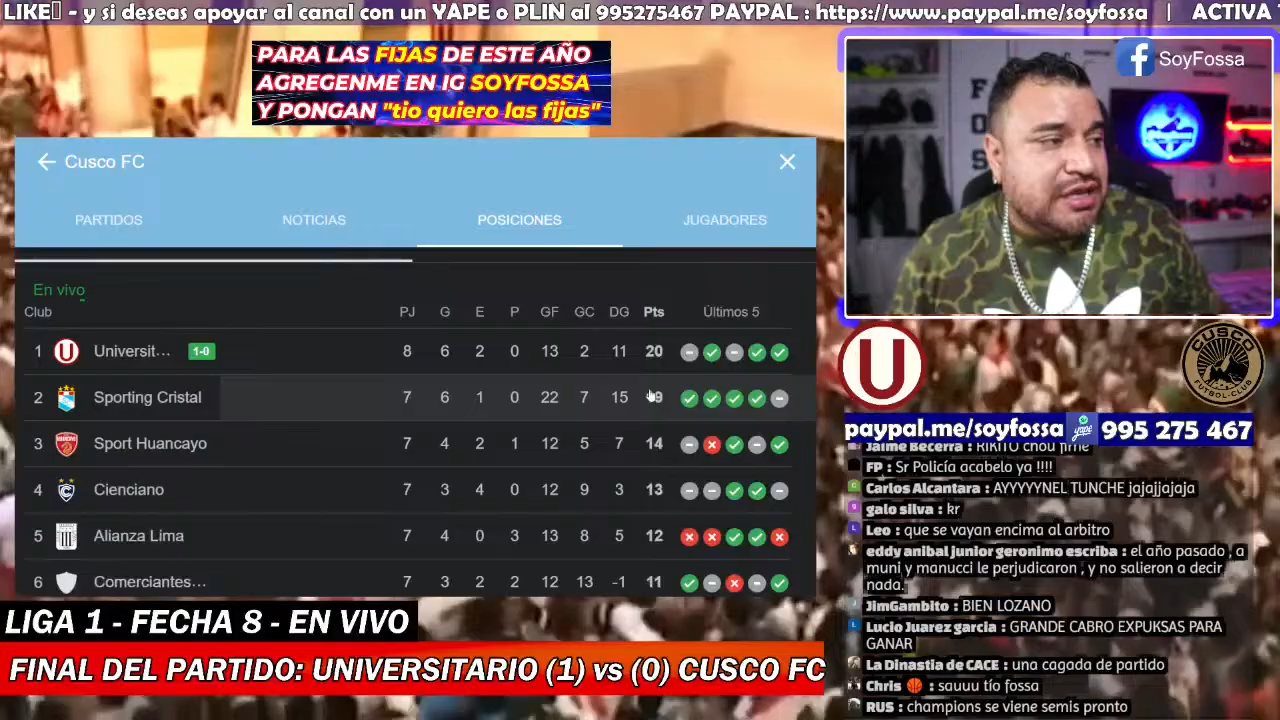 LIKE - y si deseas apoyar al canal con un YAPE o PLIN al 995275467 PAYPAL : https://www.paypal.me/soyfossa | ACTIVA
PARA LAS FIJAS DE ESTE AÑO
AGREGENME EN IG SOYFOSSA
Y PONGAN "tio quiero las fijas"
SoyFossa
Cusco FC
PARTIDOS NOTICIAS POSICIONES JUGADORES
En vivo
Club PJ G E P GF GC DG Pts Últimos 5
1 Universit... 1-0 8 6 2 0 13 2 11 20
2 Sporting Cristal 7 6 1 0 22 7 15 9
3 Sport Huancayo 7 4 2 1 12 5 7 14
4 Cienciano 7 3 4 0 12 9 3 13
5 Alianza Lima 7 4 0 3 13 8 5 12
6 Comerciantes... 7 3 2 2 12 13 -1 11
U
CUSCO
FUTBOL-CLUB
paypal.me/soyfossa yape 995 275 467
Jaime Becerra : RIKITO chou firme
FP : Sr Policía acabelo ya !!!!
Carlos Alcantara : AYYYYYNEL TUNCHE jajajjajaja
galo silva : kr
Leo : que se vayan encima al arbitro
eddy anibal junior geronimo escriba : el año pasado , a
muni y manucci le perjudicaron , y no salieron a decir
nada.
JimGambito : BIEN LOZANO
Lucio Juarez garcia : GRANDE CABRO EXPUKSAS PARA
GANAR
La Dinastia de CACE : una cagada de partido
Chris 🏀 : sauuu tío fossa
RUS : champions se viene semis pronto
LIGA 1 - FECHA 8 - EN VIVO
FINAL DEL PARTIDO: UNIVERSITARIO (1) vs (0) CUSCO FC